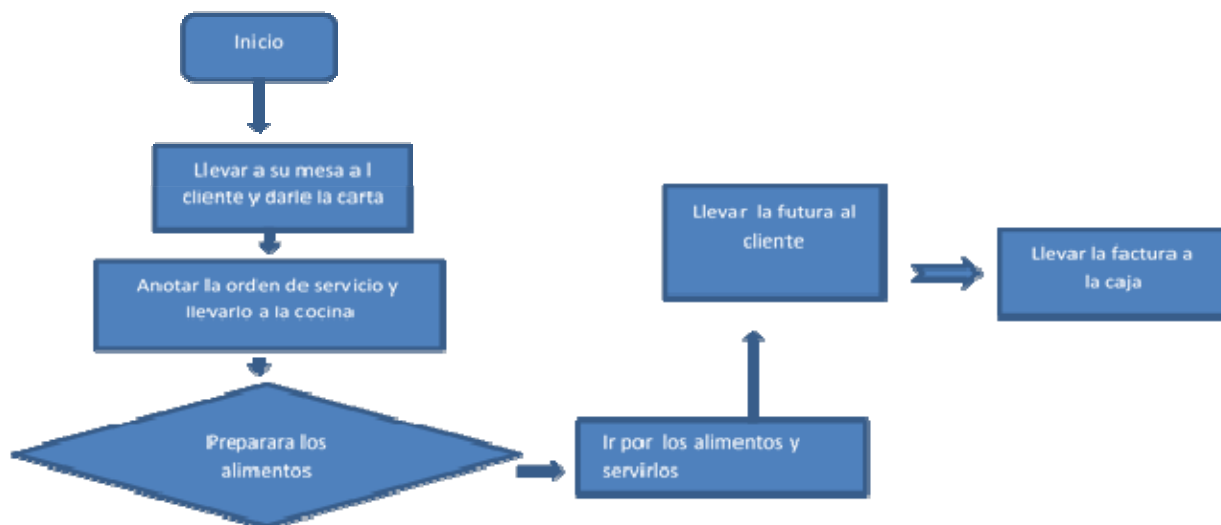 Inicio
Llevar a su mesa a l
cliente y darle la carta
Anotar la orden de servicio y
llevarlo a la cocina
Preparara los
alimentos
Ir por los alimentos y
servirlos
Llevar la futura al
cliente
Llevar la factura a
la caja